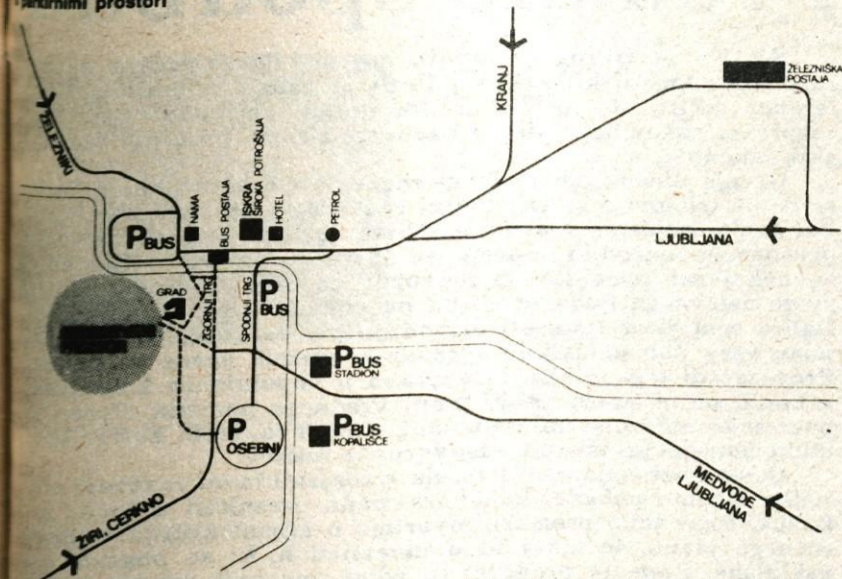 parkirnimi prostori
KRANJ
ŽELEZNIŠKA
POSTAJA
ŽELEZNIKI
NAMA
BUS POSTAJA
ISKRA
ŠIROKA POTROŠNJA
HOTEL
PETROL
P BUS
LJUBLJANA
GRAD
ZGORNJI TRG
SPODNJI TRG
P
BUS
P BUS
STADION
P
OSEBNI
P BUS
KOPALIŠČE
MEDVODE
LJUBLJANA
ŽIRI, CERKNO